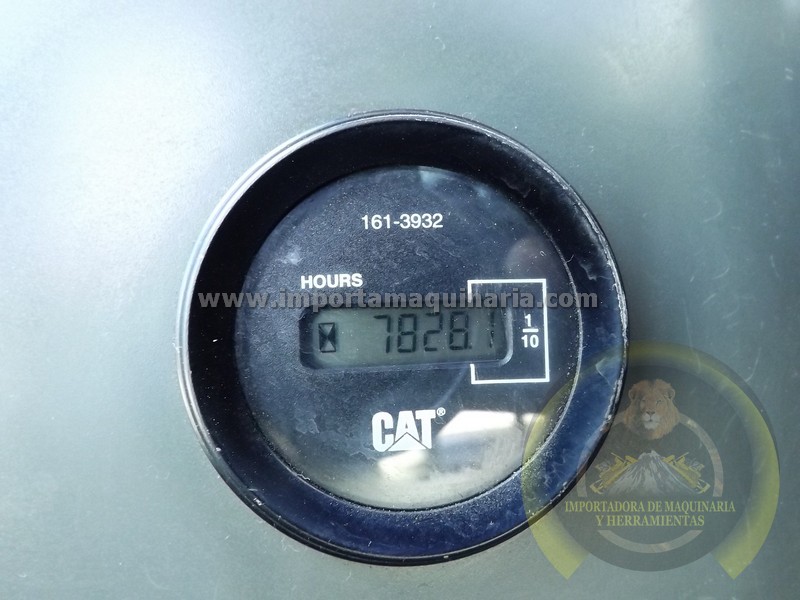 161-3932
HOURS
www.importamaquinaria.com
7828.1
1/10
CAT®
IMPORTADORA DE MAQUINARIA
Y HERRAMIENTAS